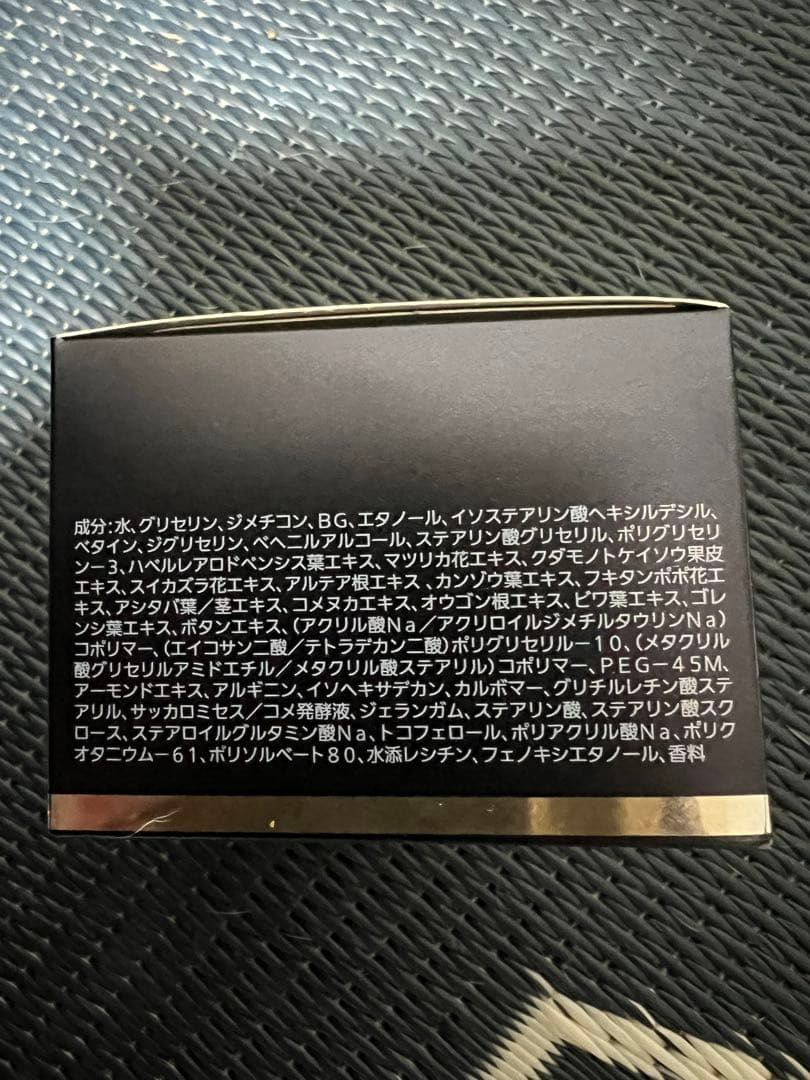 成分:水、グリセリン、ジメチコン、BG、エタノール、イソステアリン酸ヘキシルデシル、
ベタイン、ジグリセリン、ベヘニルアルコール、ステアリン酸グリセリル、ポリグリセリ
ン－3、ハベルレアロドペンシス葉エキス、マツリカ花エキス、クダモノトケイソウ果皮
エキス、スイカズラ花エキス、アルテア根エキス、カンゾウ葉エキス、フキタンポポ花エ
キス、アシタバ葉／茎エキス、コメヌカエキス、オウゴン根エキス、ビワ葉エキス、ゴレ
ンシ葉エキス、ボタンエキス、(アクリル酸Na／アクリロイルジメチルタウリンNa)
コポリマー、(エイコサン二酸／テトラデカン二酸)ポリグリセリル－10、(メタクリル
酸グリセリルアミドエチル／メタクリル酸ステアリル)コポリマー、PEG－45M、
アーモンドエキス、アルギニン、イソヘキサデカン、カルボマー、グリチルレチン酸ステ
アリル、サッカロミセス／コメ発酵液、ジェランガム、ステアリン酸、ステアリン酸スク
ロース、ステアロイルグルタミン酸Na、トコフェロール、ポリアクリル酸Na、ポリク
オタニウム－61、ポリソルベート80、水添レシチン、フェノキシエタノール、香料